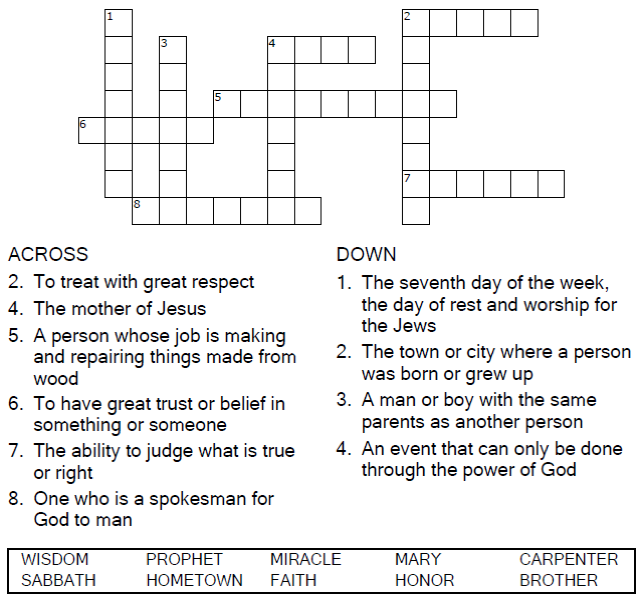 1
2
3
4
5
6
7
8
ACROSS
2. To treat with great respect
4. The mother of Jesus
5. A person whose job is making
and repairing things made from
wood
6. To have great trust or belief in
something or someone
7. The ability to judge what is true
or right
8. One who is a spokesman for
God to man
DOWN
1. The seventh day of the week,
the day of rest and worship for
the Jews
2. The town or city where a person
was born or grew up
3. A man or boy with the same
parents as another person
4. An event that can only be done
through the power of God
WISDOM PROPHET MIRACLE MARY CARPENTER
SABBATH HOMETOWN FAITH HONOR BROTHER